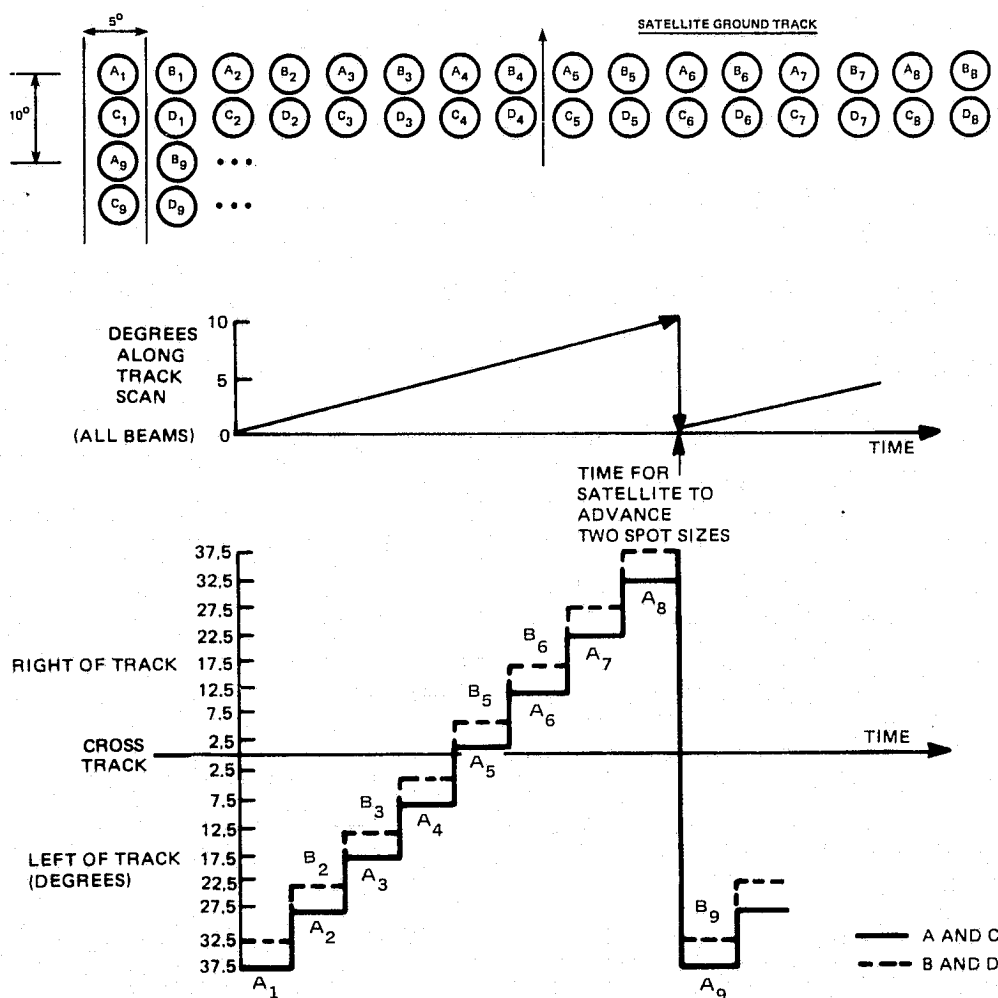 5°
SATELLITE GROUND TRACK
A1 B1 A2 B2 A3 B3 A4 B4 A5 B5 A6 B6 A7 B7 A8 B8
10°
C1 D1 C2 D2 C3 D3 C4 D4 C5 D5 C6 D6 C7 D7 C8 D8
A9 B9 ...
C9 D9 ...
DEGREES
ALONG
TRACK
SCAN
(ALL BEAMS)
10
5
0
TIME
TIME FOR
SATELLITE TO
ADVANCE
TWO SPOT SIZES
37,5
32,5
27,5
22,5
17,5
12,5
7,5
2,5
2,5
7,5
12,5
17,5
22,5
27,5
32,5
37,5
RIGHT OF TRACK
CROSS
TRACK
LEFT OF TRACK
(DEGREES)
TIME
A1
B2
A2
B3
A3
A4
B5
A5
B6
A6
A7
A8
B9
A9
A AND C
B AND D